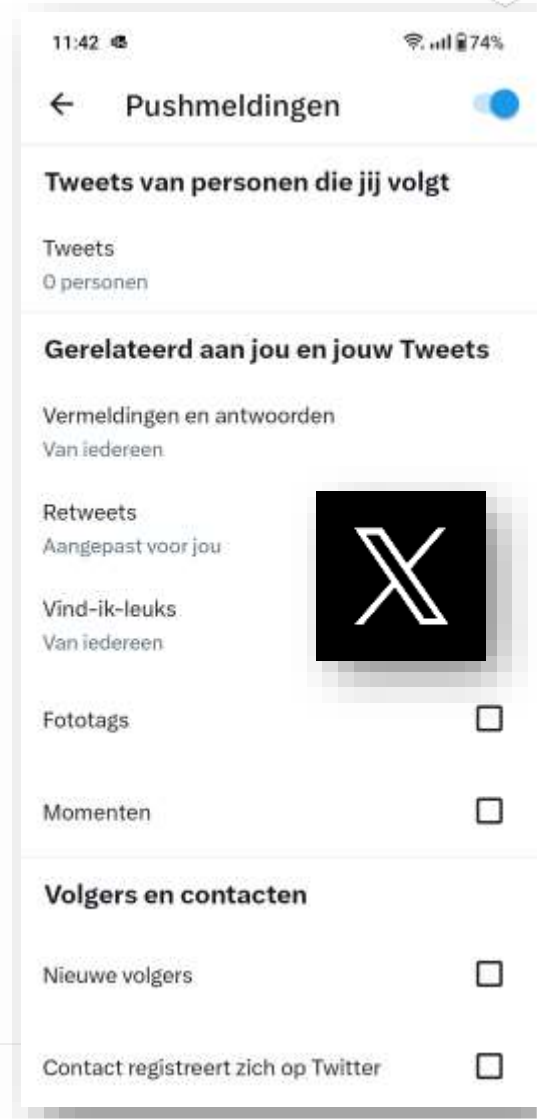 11:42
74%
Pushmeldingen
Tweets van personen die jij volgt
Tweets
0 personen
Gerelateerd aan jou en jouw Tweets
Vermeldingen en antwoorden
Van iedereen
Retweets
Aangepast voor jou
Vind-ik-leuks
Van iedereen
Fototags
Momenten
Volgers en contacten
Nieuwe volgers
Contact registreert zich op Twitter